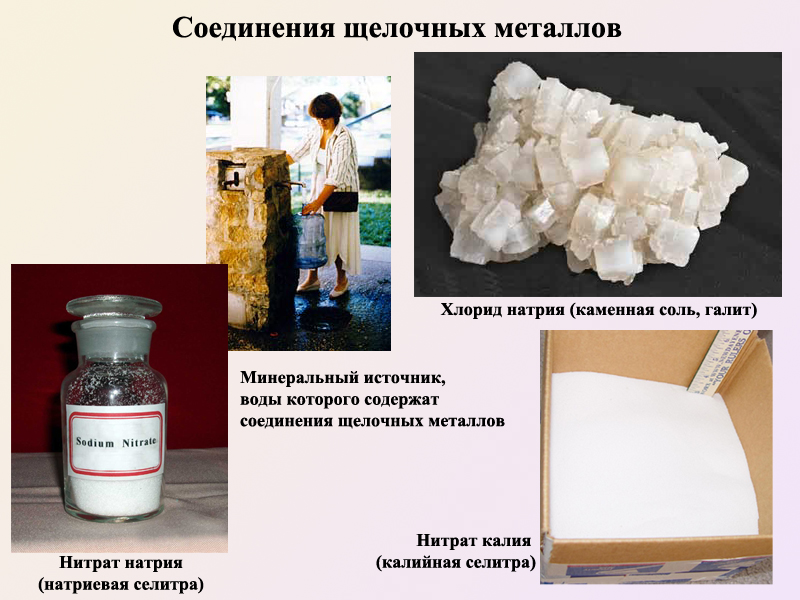 Соединения щелочных металлов
Хлорид натрия (каменная соль, галит)
Минеральный источник,
воды которого содержат
соединения щелочных металлов
Sodium Nitrate
Нитрат натрия
(натриевая селитра)
Нитрат калия
(калийная селитра)